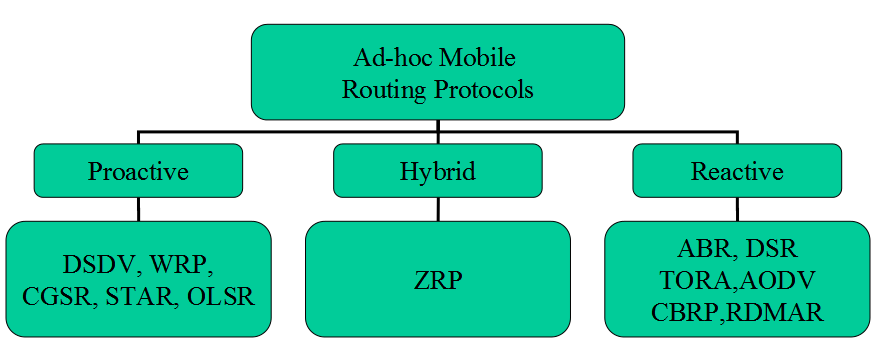 Ad-hoc Mobile
Routing Protocols
Proactive
Hybrid
Reactive
DSDV, WRP,
CGSR, STAR, OLSR
ZRP
ABR, DSR
TORA,AODV
CBRP,RDMAR